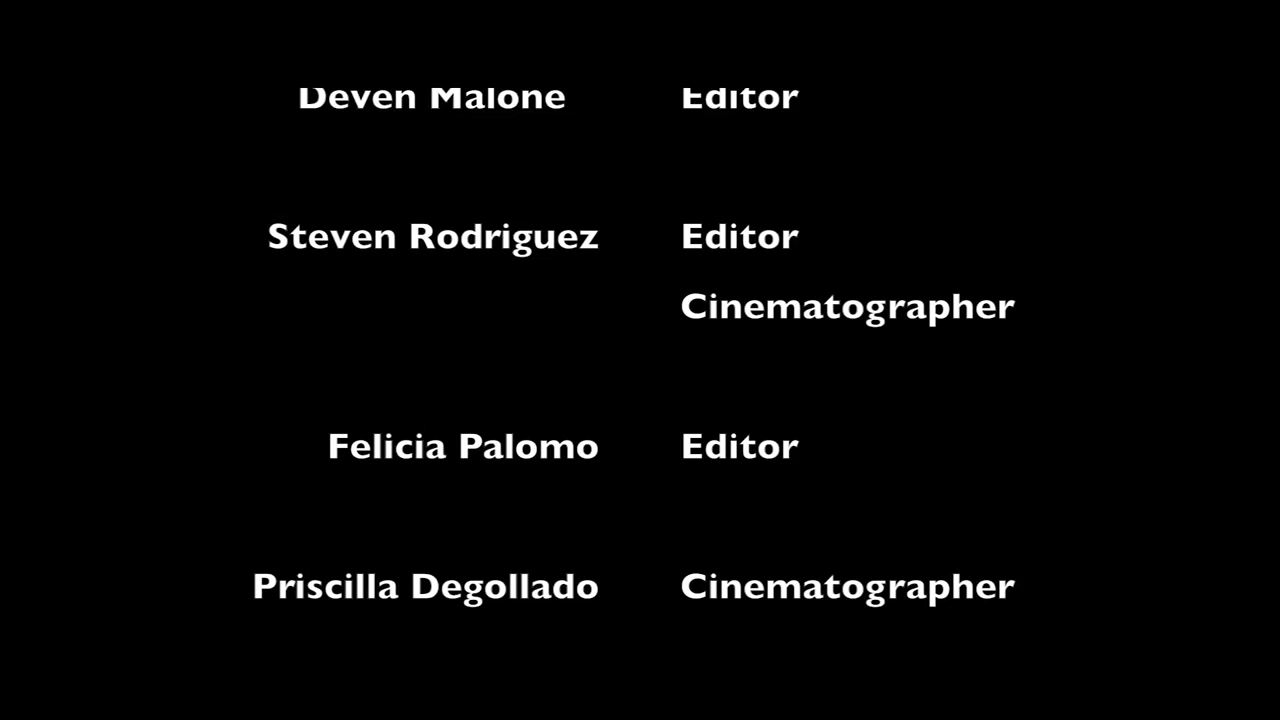 Deven Malone Editor
Steven Rodriguez Editor
Cinematographer
Felicia Palomo Editor
Priscilla Degollado Cinematographer